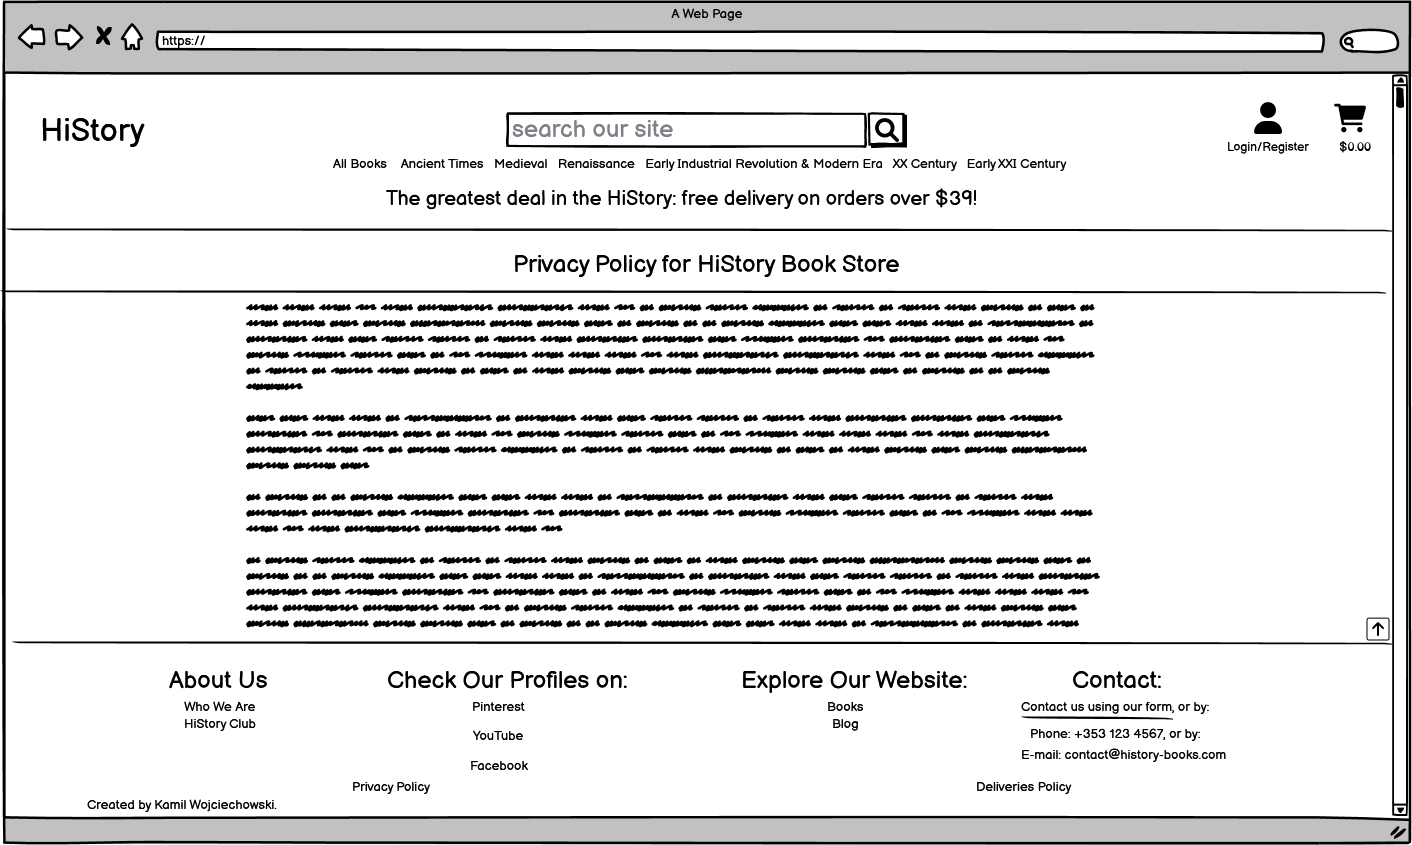 A Web Page
https://
HiStory
search our site
Login/Register
$0.00
All Books Ancient Times Medieval Renaissance Early Industrial Revolution & Modern Era XX Century Early XXI Century
The greatest deal in the HiStory: free delivery on orders over $39!
Privacy Policy for HiStory Book Store
About Us
Who We Are
HiStory Club
Check Our Profiles on:
Pinterest
YouTube
Facebook
Explore Our Website:
Books
Blog
Contact:
Contact us using our form, or by:
Phone: +353 123 4567, or by:
E-mail: contact@history-books.com
Privacy Policy
Deliveries Policy
Created by Kamil Wojciechowski.